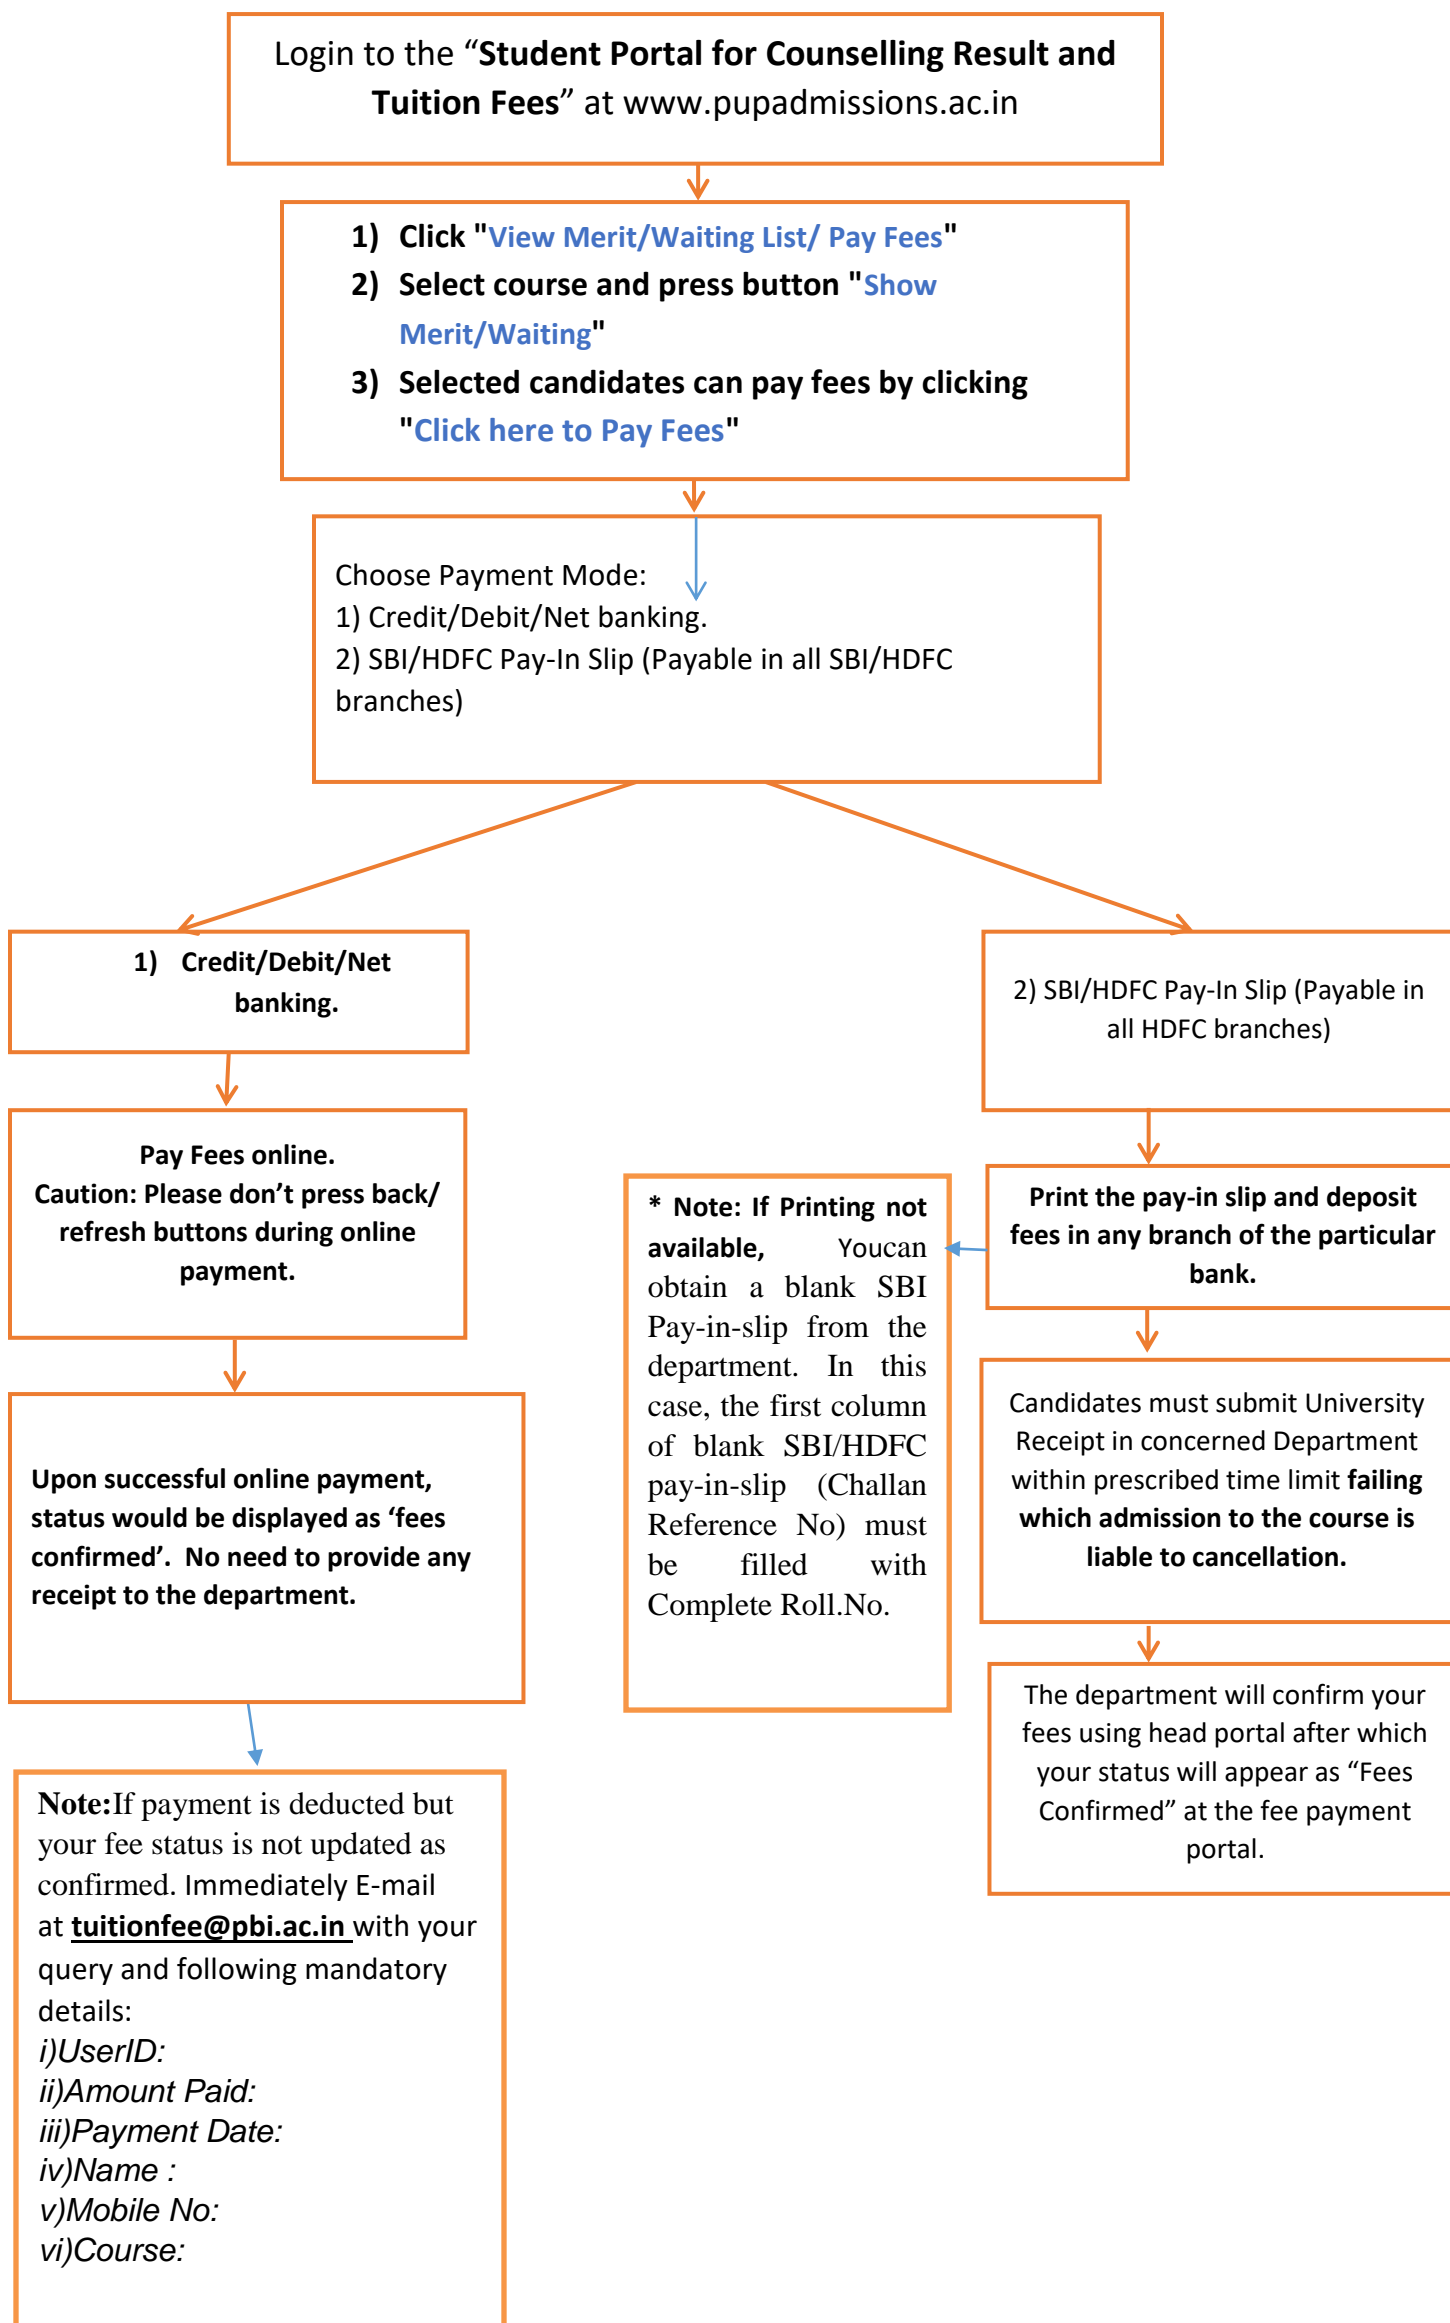 Login to the “Student Portal for Counselling Result and
Tuition Fees” at www.pupadmissions.ac.in
1) Click "View Merit/Waiting List/ Pay Fees"
2) Select course and press button "Show
Merit/Waiting"
3) Selected candidates can pay fees by clicking
"Click here to Pay Fees"
Choose Payment Mode:
1) Credit/Debit/Net banking.
2) SBI/HDFC Pay-In Slip (Payable in all SBI/HDFC
branches)
1) Credit/Debit/Net
banking.
Pay Fees online.
Caution: Please don’t press back/
refresh buttons during online
payment.
Upon successful online payment,
status would be displayed as ‘fees
confirmed’. No need to provide any
receipt to the department.
Note:If payment is deducted but
your fee status is not updated as
confirmed. Immediately E-mail
at tuitionfee@pbi.ac.in with your
query and following mandatory
details:
i)UserID:
ii)Amount Paid:
iii)Payment Date:
iv)Name :
v)Mobile No:
vi)Course:
2) SBI/HDFC Pay-In Slip (Payable in
all HDFC branches)
Print the pay-in slip and deposit
fees in any branch of the particular
bank.
* Note: If Printing not
available, Youcan
obtain a blank SBI
Pay-in-slip from the
department. In this
case, the first column
of blank SBI/HDFC
pay-in-slip (Challan
Reference No) must
be filled with
Complete Roll.No.
Candidates must submit University
Receipt in concerned Department
within prescribed time limit failing
which admission to the course is
liable to cancellation.
The department will confirm your
fees using head portal after which
your status will appear as “Fees
Confirmed” at the fee payment
portal.